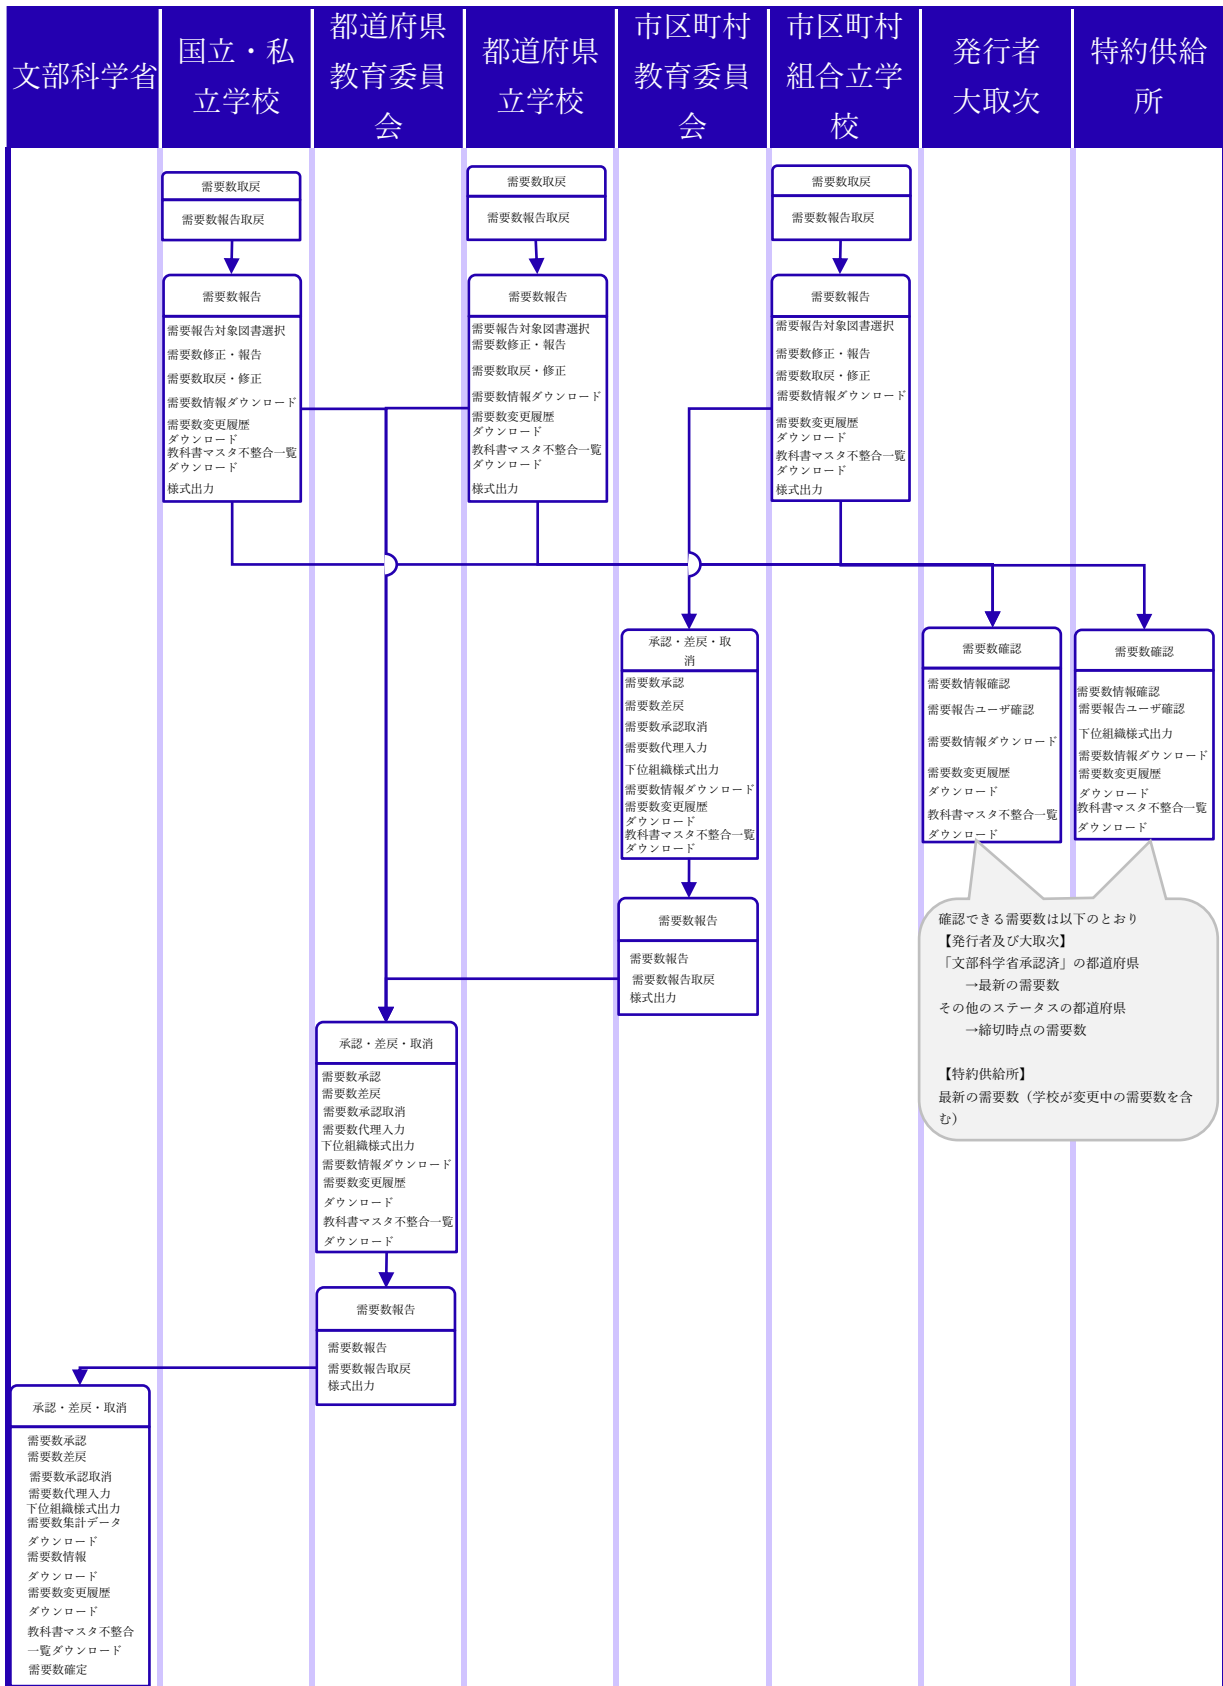 文部科学省
国立・私
立学校
都道府県
教育委員
会
都道府県
立学校
市区町村
教育委員
会
市区町村
組合立学
校
発行者
大取次
特約供給
所
需要数取戻
需要数報告取戻
需要数取戻
需要数報告取戻
需要数取戻
需要数報告取戻
需要数報告
需要報告対象図書選択
需要数修正・報告
需要数取戻・修正
需要数情報ダウンロード
需要数変更履歴
ダウンロード
教科書マスタ不整合一覧
ダウンロード
様式出力
需要数報告
需要報告対象図書選択
需要数修正・報告
需要数取戻・修正
需要数情報ダウンロード
需要数変更履歴
ダウンロード
教科書マスタ不整合一覧
ダウンロード
様式出力
需要数報告
需要報告対象図書選択
需要数修正・報告
需要数取戻・修正
需要数情報ダウンロード
需要数変更履歴
ダウンロード
教科書マスタ不整合一覧
ダウンロード
様式出力
承認・差戻・取
消
需要数承認
需要数差戻
需要数承認取消
需要数代理入力
下位組織様式出力
需要数情報ダウンロード
需要数変更履歴
ダウンロード
教科書マスタ不整合一覧
ダウンロード
需要数確認
需要数情報確認
需要報告ユーザ確認
需要数情報ダウンロード
需要数変更履歴
ダウンロード
教科書マスタ不整合一覧
ダウンロード
需要数確認
需要数情報確認
需要報告ユーザ確認
下位組織様式出力
需要数情報ダウンロード
需要数変更履歴
ダウンロード
教科書マスタ不整合一覧
ダウンロード
需要数報告
需要数報告
需要数報告取戻
様式出力
確認できる需要数は以下のとおり
【発行者及び大取次】
「文部科学省承認済」の都道府県
→最新の需要数
その他のステータスの都道府県
→締切時点の需要数
【特約供給所】
最新の需要数（学校が変更中の需要数を含
む）
承認・差戻・取消
需要数承認
需要数差戻
需要数承認取消
需要数代理入力
下位組織様式出力
需要数情報ダウンロード
需要数変更履歴
ダウンロード
教科書マスタ不整合一覧
ダウンロード
需要数報告
需要数報告
需要数報告取戻
様式出力
承認・差戻・取消
需要数承認
需要数差戻
需要数承認取消
需要数代理入力
下位組織様式出力
需要数集計データ
ダウンロード
需要数情報
ダウンロード
需要数変更履歴
ダウンロード
教科書マスタ不整合
一覧ダウンロード
需要数確定